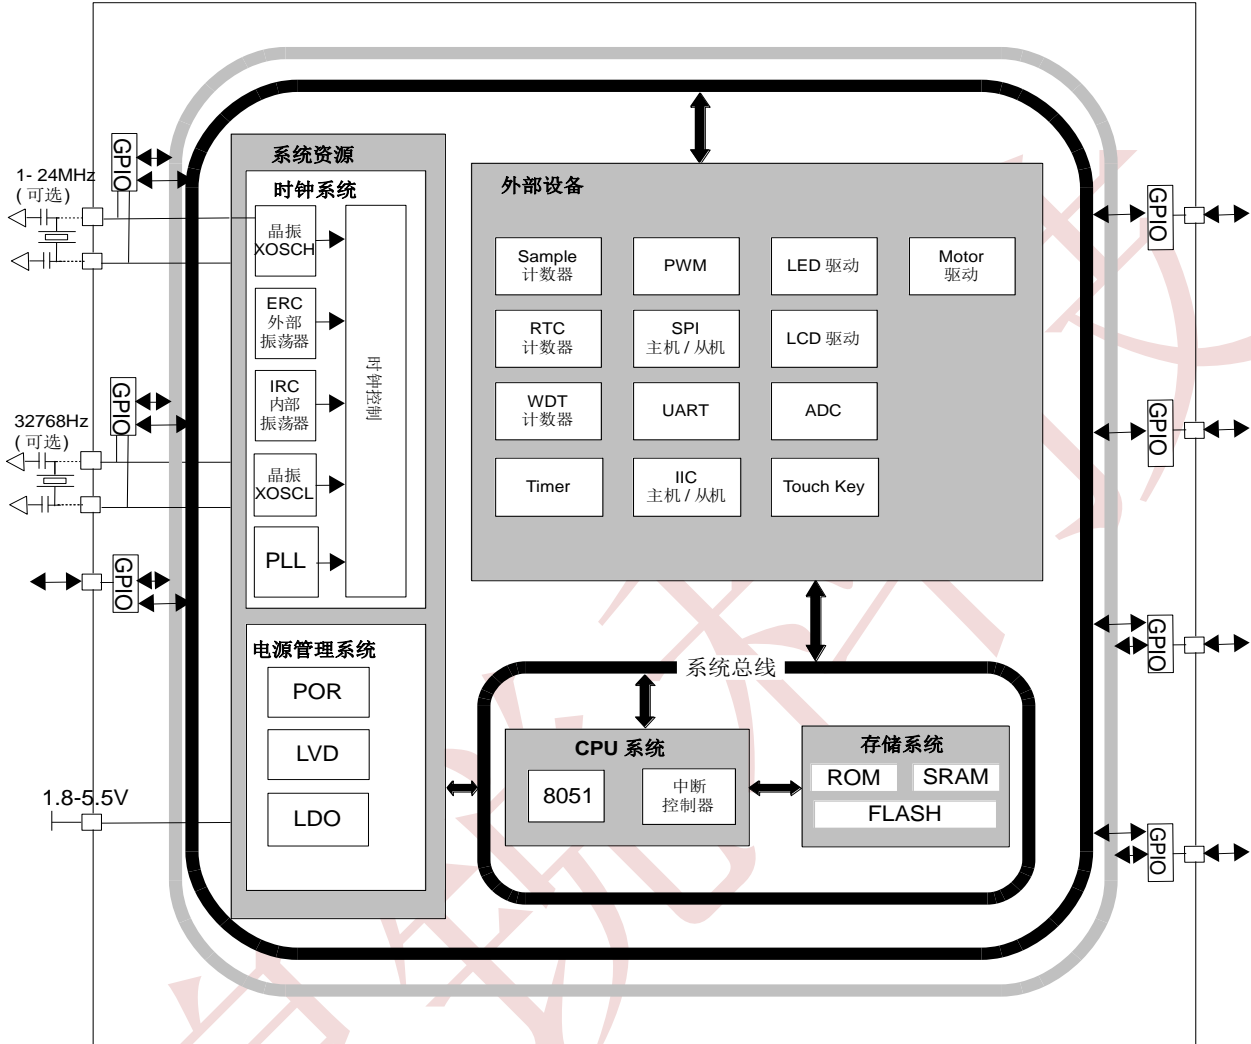 系统资源
时钟系统
晶振
XOSCH
ERC
外部
振荡器
IRC
内部
振荡器
晶振
XOSCL
PLL
时钟控制
电源管理系统
POR
LVD
LDO
1- 24MHz
(可选)
GPIO
32768Hz
(可选)
GPIO
GPIO
1.8-5.5V
外部设备
Sample
计数器
PWM
LED 驱动
Motor
驱动
RTC
计数器
SPI
主机 / 从机
LCD 驱动
WDT
计数器
UART
ADC
Timer
IIC
主机 / 从机
Touch Key
系统总线
CPU 系统
8051
中断
控制器
存储系统
ROM
SRAM
FLASH
GPIO
GPIO
GPIO
GPIO